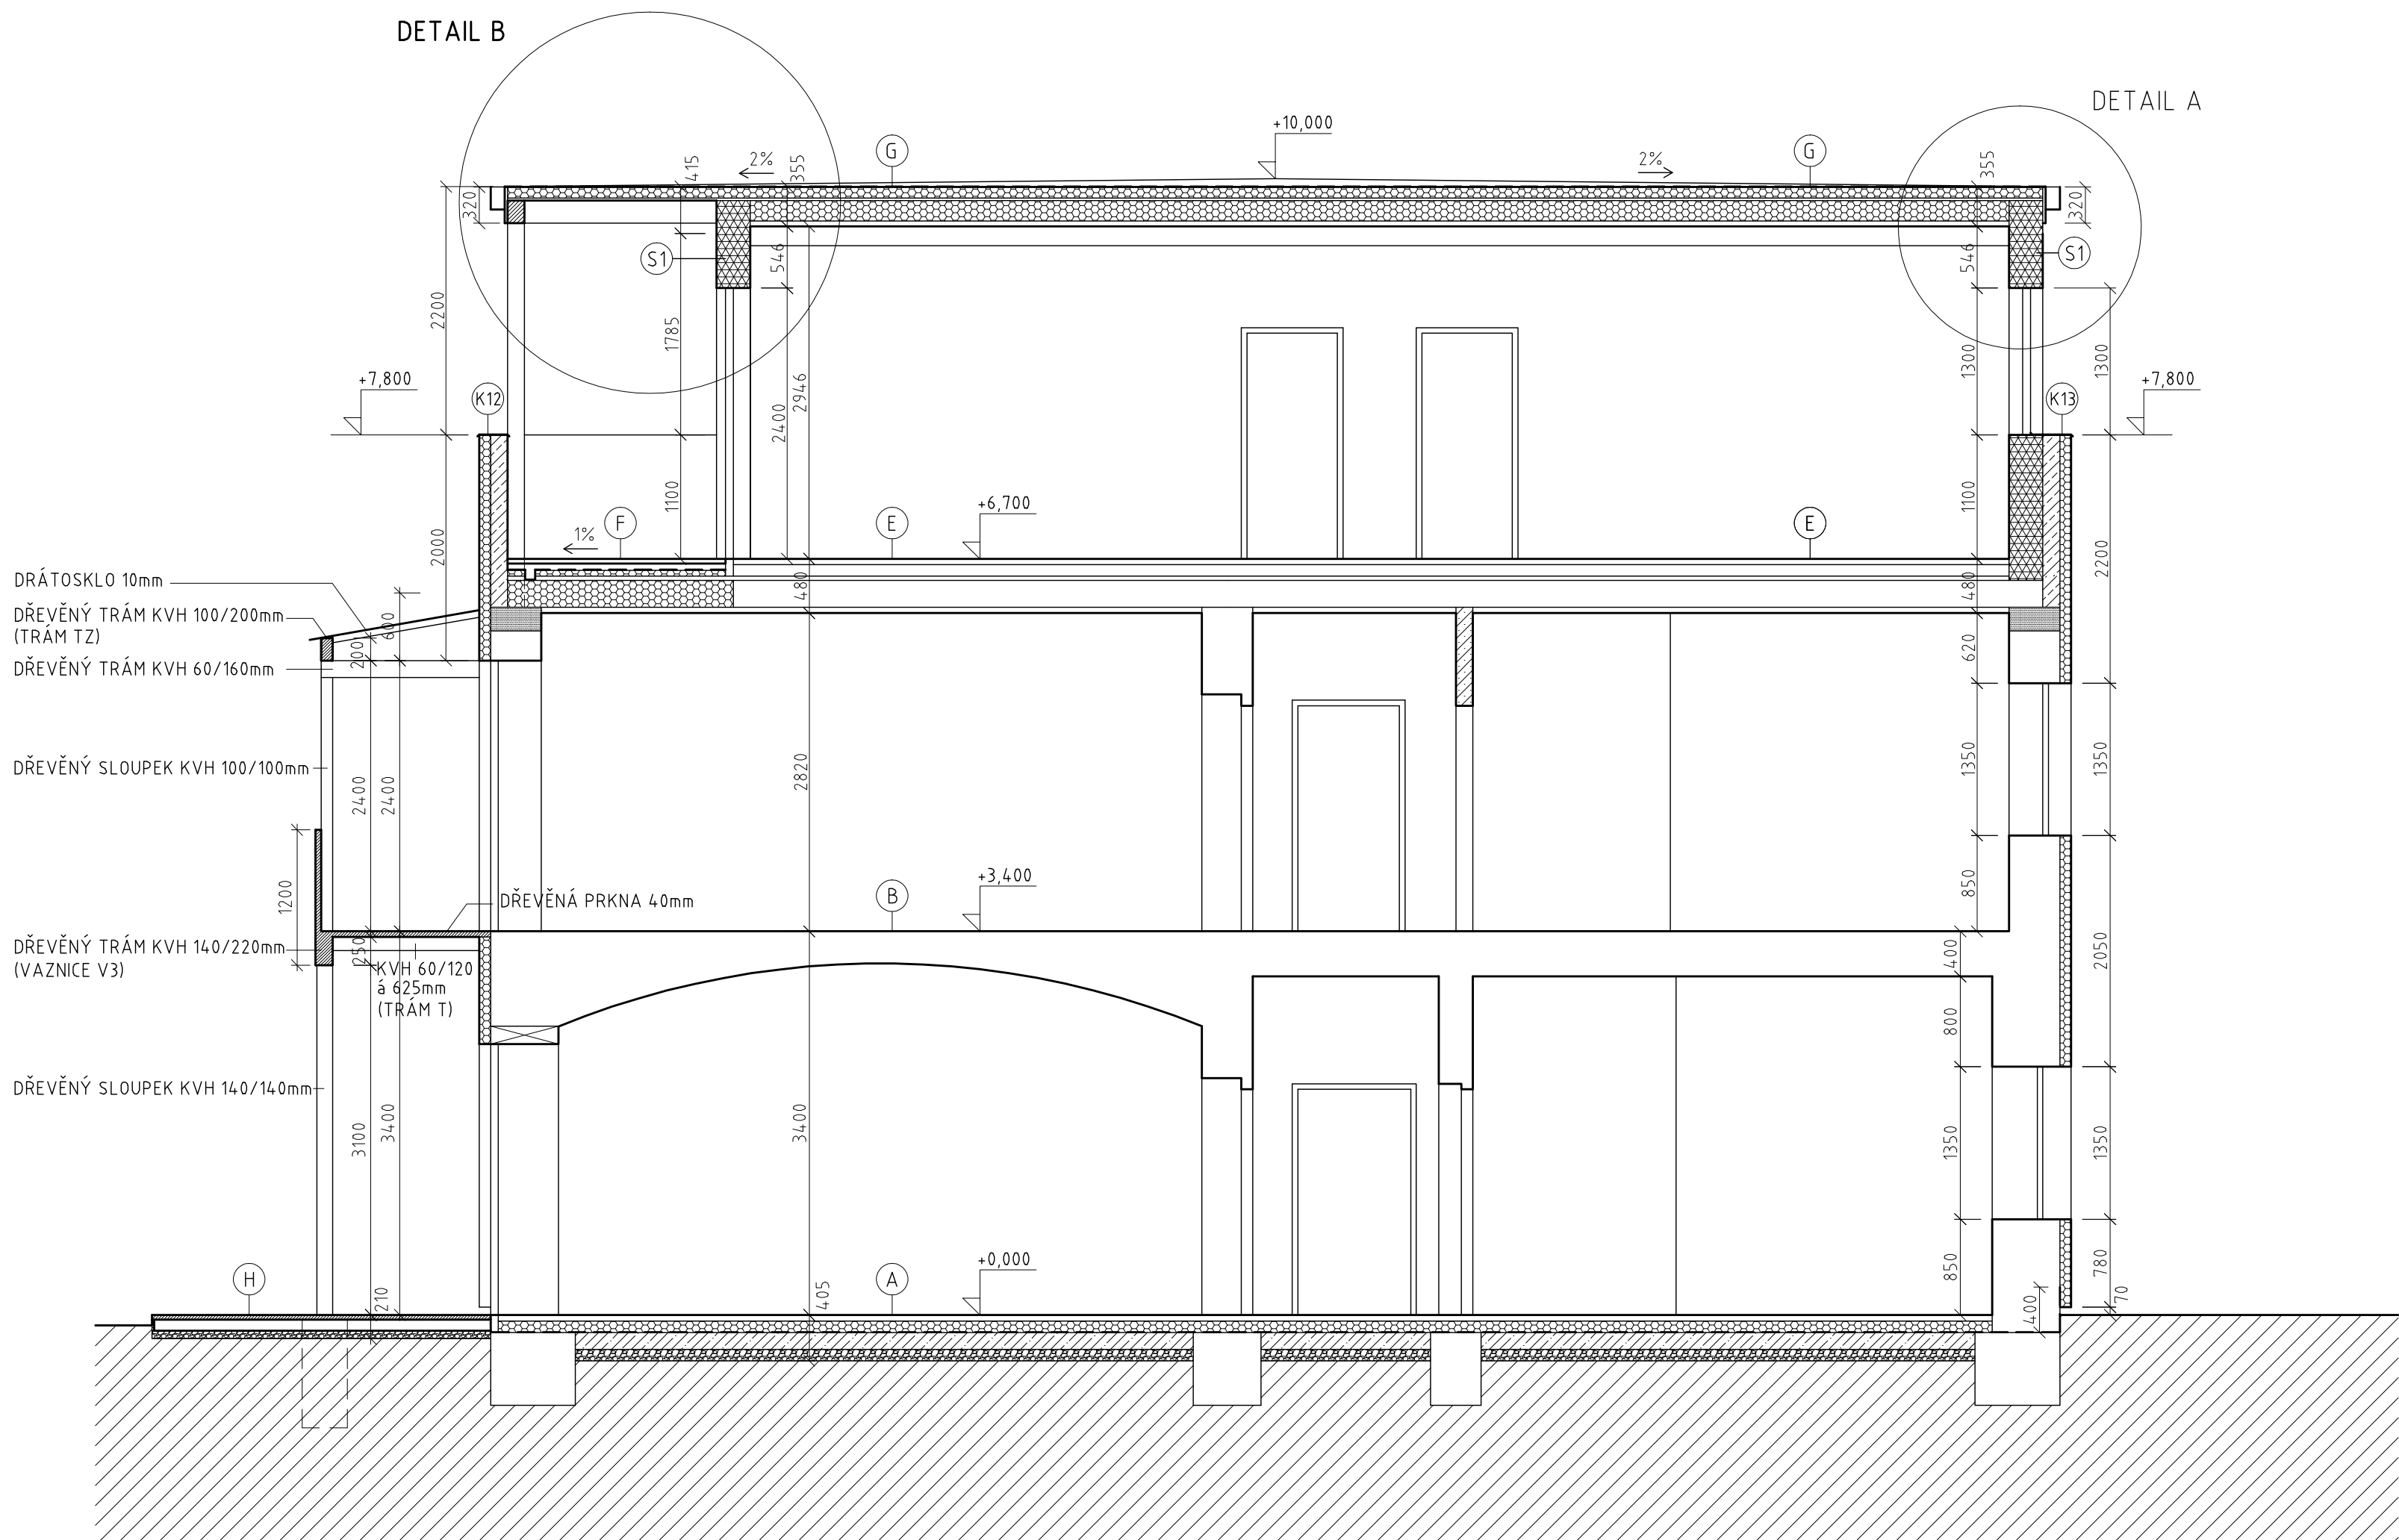 DETAIL B
DETAIL A
+10,000
G
G
2%
2%
415
355
355
320
320
S1
S1
546
546
2200
1785
2946
2400
1300
1300
+7,800
+7,800
K12
K13
1100
1100
+6,700
F
E
E
1%
2000
2200
480
480
DRÁTOSKLO 10mm
DŘEVĚNÝ TRÁM KVH 100/200mm
(TRÁM TZ)
600
200
DŘEVĚNÝ TRÁM KVH 60/160mm
620
DŘEVĚNÝ SLOUPEK KVH 100/100mm
2400
2400
2820
1350
1350
1200
850
+3,400
B
DŘEVĚNÁ PRKNA 40mm
DŘEVĚNÝ TRÁM KVH 140/220mm
(VAZNICE V3)
250
KVH 60/120
á 625mm
(TRÁM T)
400
2050
800
DŘEVĚNÝ SLOUPEK KVH 140/140mm
3100
3400
3400
1350
1350
+0,000
H
A
210
405
850
780
70
400